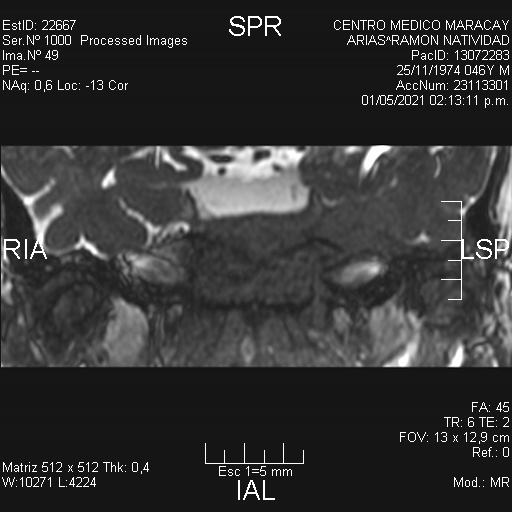 EstID: 22667
Ser.Nº 1000 Processed Images
Ima.Nº 49
PE= --
NAq: 0,6 Loc: -13 Cor
SPR
CENTRO MEDICO MARACAY
ARIAS^RAMON NATIVIDAD
PacID: 13072283
25/11/1974 046Y M
AccNum: 23113301
01/05/2021 02:13:11 p.m.
RIA
LSP
FA: 45
TR: 6 TE: 2
FOV: 13 x 12,9 cm
Ref.: 0
Mod.: MR
Esc 1=5 mm
IAL
Matriz 512 x 512 Thk: 0,4
W:10271 L:4224